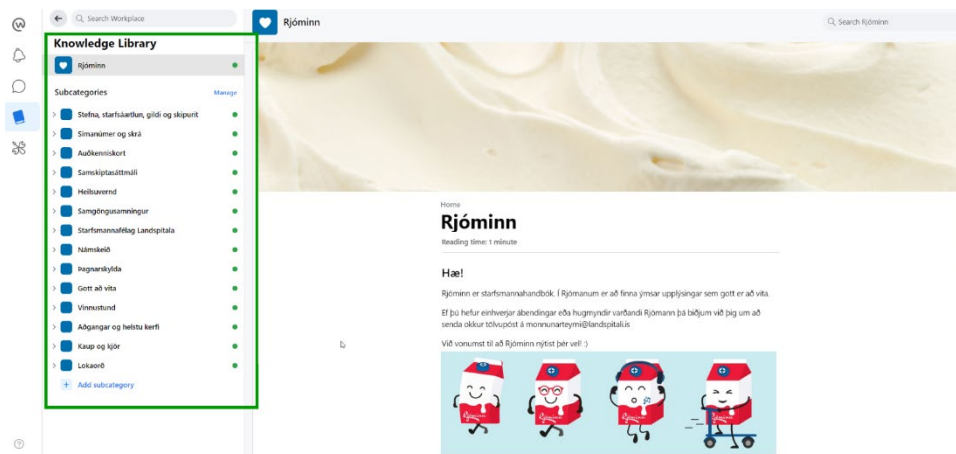 Search Workplace
Knowledge Library
Rjóminn
Subcategories
Manage
Stefna, starfsáætlun, gildi og skipurit
Símanúmer og skrá
Auðkenniskort
Samskiptasáttmáli
Heilsuvernd
Samgöngusamningur
Starfsmannafélag Landspítala
Námskeið
Þagnarskylda
Gott að vita
Vinnustund
Aðgangar og helstu kerfi
Kaup og kjör
Lokaorð
+ Add subcategory
Rjóminn
Search Rjóminn
Home
Rjóminn
Reading time: 1 minute
Hæ!
Rjóminn er starfsmannahandbók. Í Rjómanum er að finna ýmsar upplýsingar sem gott er að vita.
Ef þú hefur einhverjar ábendingar eða hugmyndir varðandi Rjómann þá biðjum við þig um að
senda okkur tölvupóst á monnunarteymi@landspitali.is
Við vonumst til að Rjóminn nýtist þér vel! :)